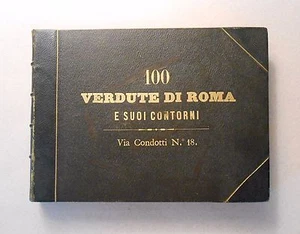 100
VERDUTE DI ROMA
E SUOI CONTORNI
Via Condotti N.° 18.